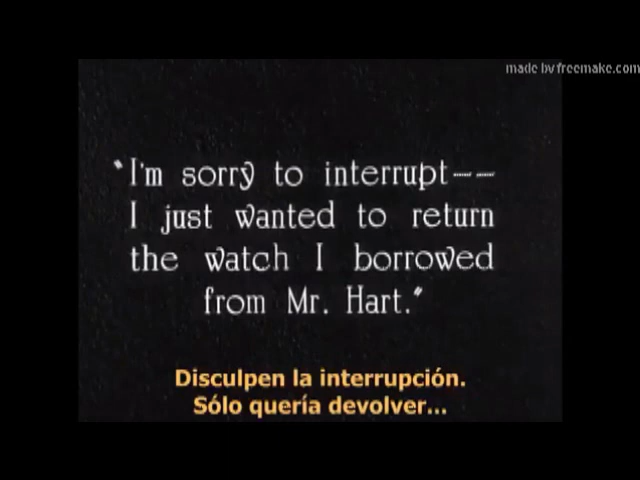 made by freemake.com
"I'm sorry to interrupt--
I just wanted to return
the watch I borrowed
from Mr. Hart."
Disculpen la interrupción.
Sólo quería devolver...